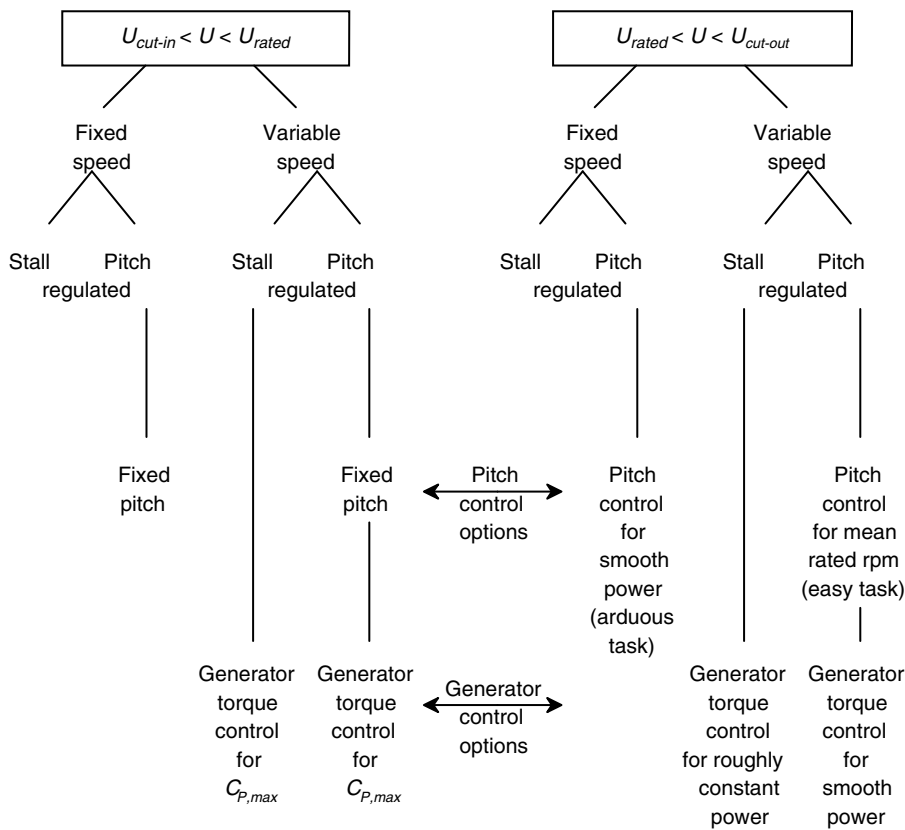 U_cut-in < U < U_rated
U_rated < U < U_cut-out
Fixed
speed
Variable
speed
Fixed
speed
Variable
speed
Stall Pitch
regulated
Stall Pitch
regulated
Stall Pitch
regulated
Stall Pitch
regulated
Fixed
pitch
Fixed
pitch
Pitch
control
options
Pitch
control
for
smooth
power
(arduous
task)
Pitch
control
for mean
rated rpm
(easy task)
Generator
torque
control
for
C_P,max
Generator
torque
control
for
C_P,max
Generator
control
options
Generator
torque
control
for roughly
constant
power
Generator
torque
control
for
smooth
power